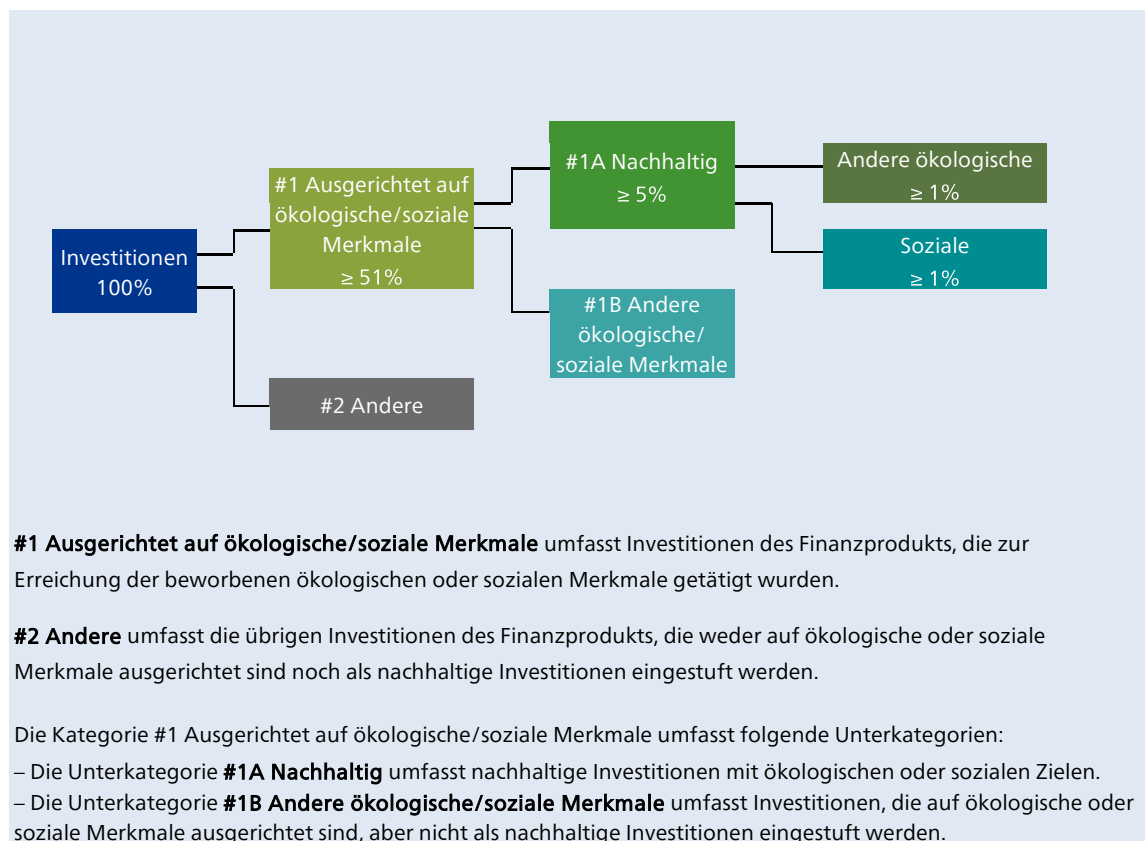 Investitionen
100%
#1 Ausgerichtet auf
ökologische/soziale
Merkmale
≥ 51%
#2 Andere
#1A Nachhaltig
≥ 5%
#1B Andere
ökologische/
soziale Merkmale
Andere ökologische
≥ 1%
Soziale
≥ 1%
#1 Ausgerichtet auf ökologische/soziale Merkmale umfasst Investitionen des Finanzprodukts, die zur
Erreichung der beworbenen ökologischen oder sozialen Merkmale getätigt wurden.
#2 Andere umfasst die übrigen Investitionen des Finanzprodukts, die weder auf ökologische oder soziale
Merkmale ausgerichtet sind noch als nachhaltige Investitionen eingestuft werden.
Die Kategorie #1 Ausgerichtet auf ökologische/soziale Merkmale umfasst folgende Unterkategorien:
– Die Unterkategorie #1A Nachhaltig umfasst nachhaltige Investitionen mit ökologischen oder sozialen Zielen.
– Die Unterkategorie #1B Andere ökologische/soziale Merkmale umfasst Investitionen, die auf ökologische oder
soziale Merkmale ausgerichtet sind, aber nicht als nachhaltige Investitionen eingestuft werden.